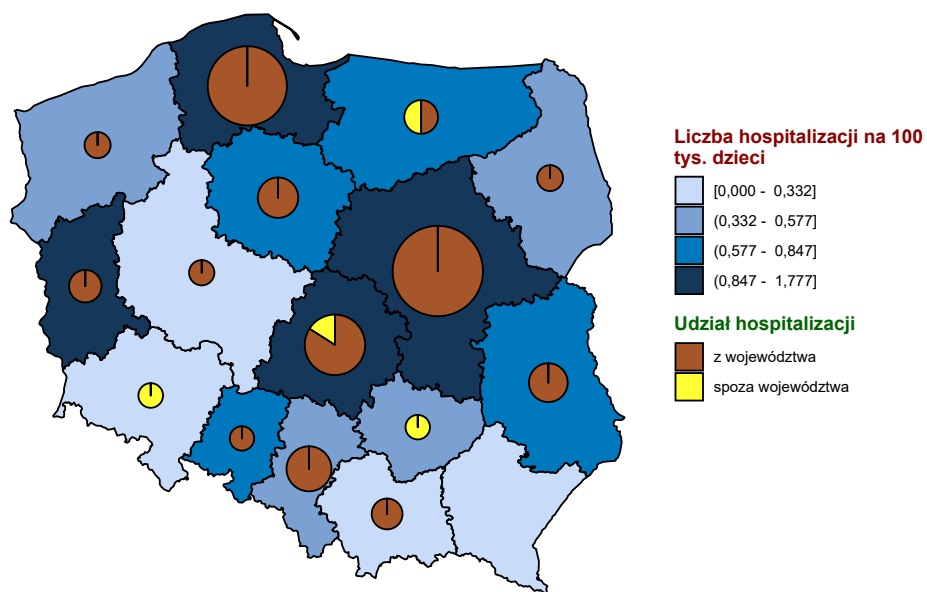 Liczba hospitalizacji na 100
tys. dzieci
[0,000 - 0,332]
(0,332 - 0,577]
(0,577 - 0,847]
(0,847 - 1,777]
Udział hospitalizacji
z województwa
spoza województwa